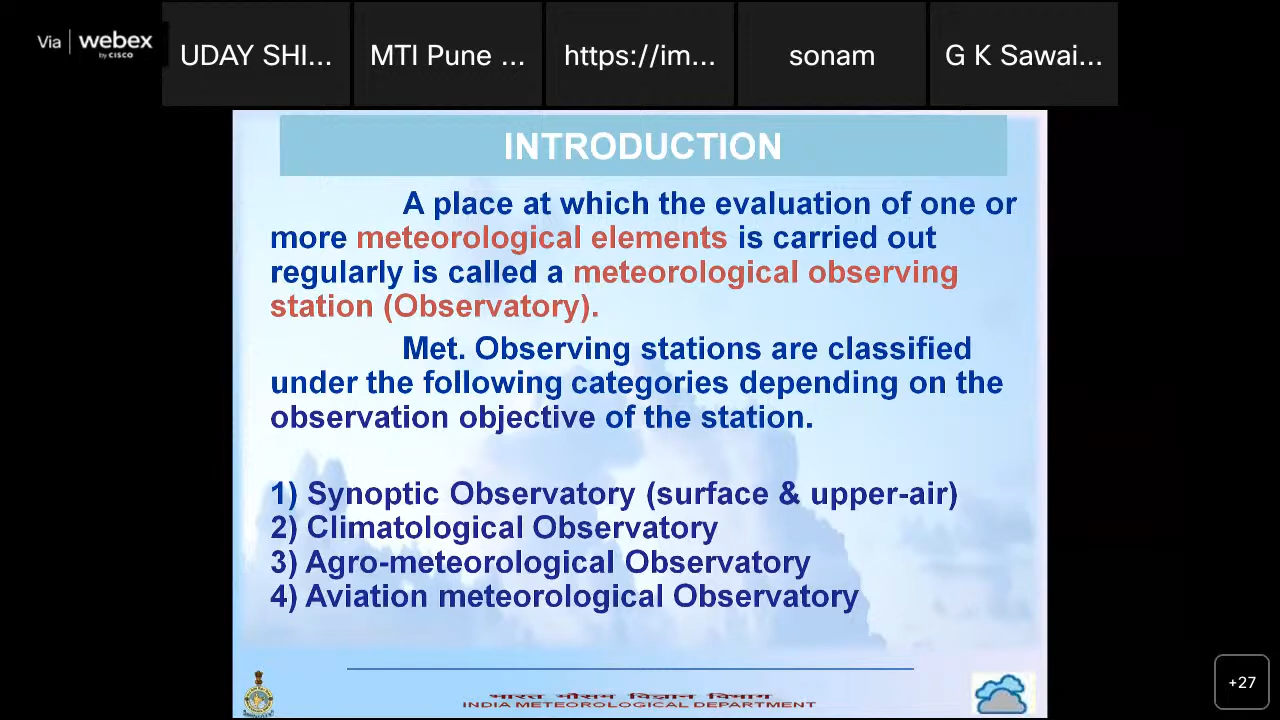 Via webex
by CISCO
UDAY SHI...
MTI Pune ...
https://im...
sonam
G K Sawai...
INTRODUCTION
A place at which the evaluation of one or
more meteorological elements is carried out
regularly is called a meteorological observing
station (Observatory).
Met. Observing stations are classified
under the following categories depending on the
observation objective of the station.
1) Synoptic Observatory (surface & upper-air)
2) Climatological Observatory
3) Agro-meteorological Observatory
4) Aviation meteorological Observatory
भारत मौसम विज्ञान विभाग
INDIA METEOROLOGICAL DEPARTMENT
+27